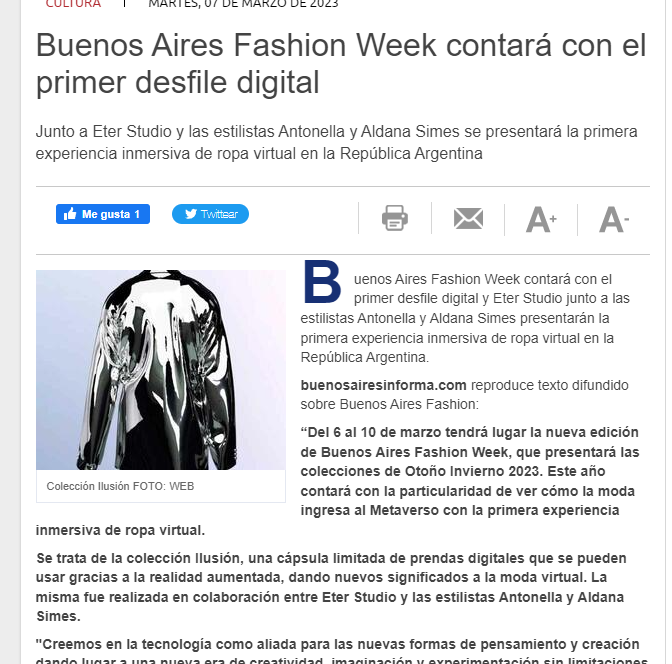 CULTURA | MARTES, 07 DE MARZO DE 2023
Buenos Aires Fashion Week contará con el
primer desfile digital
Junto a Eter Studio y las estilistas Antonella y Aldana Simes se presentará la primera
experiencia inmersiva de ropa virtual en la República Argentina
Me gusta 1
Twittear
A+
A-
Buenos Aires Fashion Week contará con el
primer desfile digital y Eter Studio junto a las
estilistas Antonella y Aldana Simes presentarán la
primera experiencia inmersiva de ropa virtual en la
República Argentina.
buenosairesinforma.com reproduce texto difundido
sobre Buenos Aires Fashion:
“Del 6 al 10 de marzo tendrá lugar la nueva edición
de Buenos Aires Fashion Week, que presentará las
colecciones de Otoño Invierno 2023. Este año
contará con la particularidad de ver cómo la moda
ingresa al Metaverso con la primera experiencia
inmersiva de ropa virtual.
Colección Ilusión FOTO: WEB
Se trata de la colección Ilusión, una cápsula limitada de prendas digitales que se pueden
usar gracias a la realidad aumentada, dando nuevos significados a la moda virtual. La
misma fue realizada en colaboración entre Eter Studio y las estilistas Antonella y Aldana
Simes.
"Creemos en la tecnología como aliada para las nuevas formas de pensamiento y creación
dando lugar a una nueva era de creatividad, imaginación y experimentación sin limitaciones